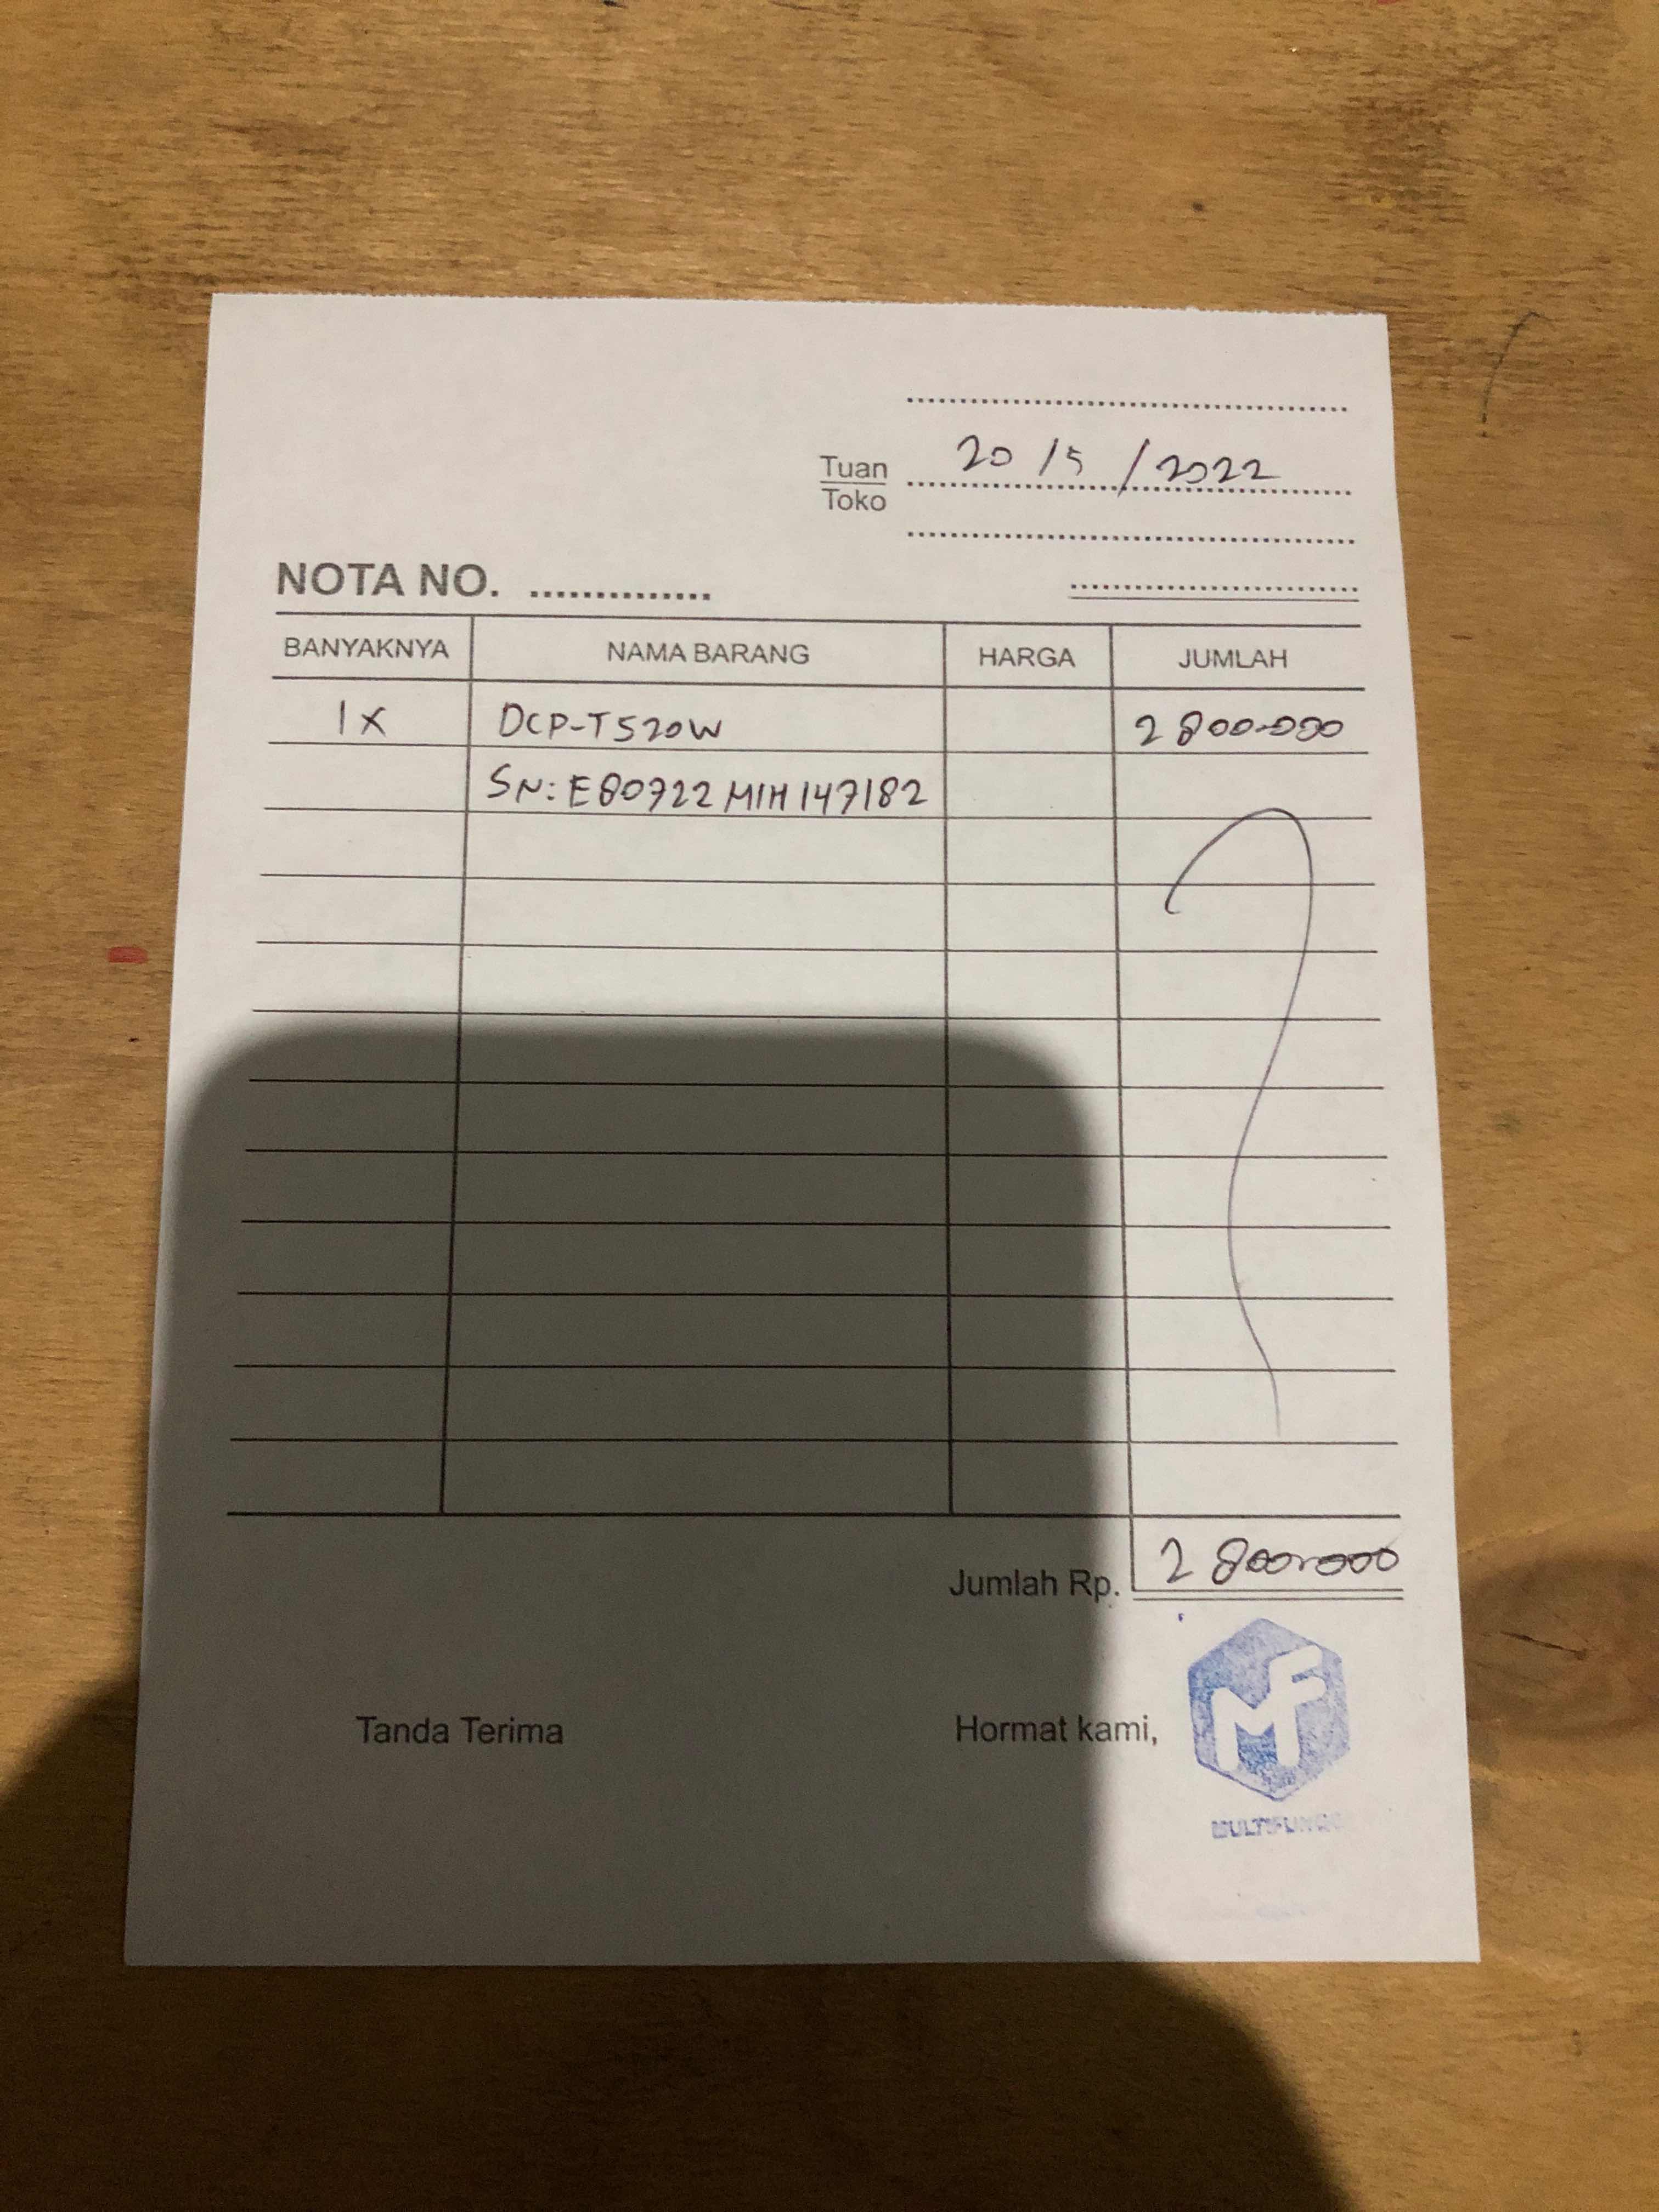 20/5/2022
Tuan
Toko
NOTA NO. ..............
BANYAKNYA NAMA BARANG HARGA JUMLAH
1x DCP-T520W 2800.000
SN: E80722M1H147182
Jumlah Rp. 2800.000
Tanda Terima Hormat kami,
MF